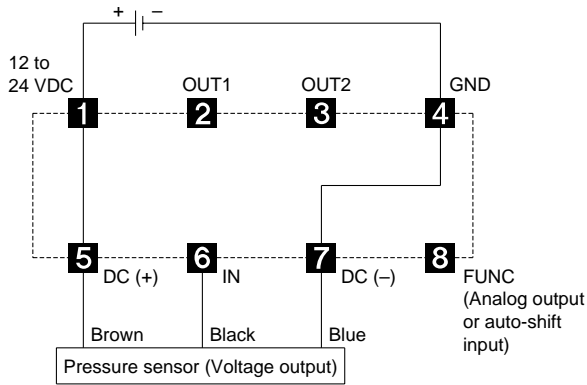 + –
12 to
24 VDC
OUT1
OUT2
GND
1
2
3
4
5
6
7
8
DC (+)
IN
DC (–)
FUNC
(Analog output
or auto-shift
input)
Brown
Black
Blue
Pressure sensor (Voltage output)